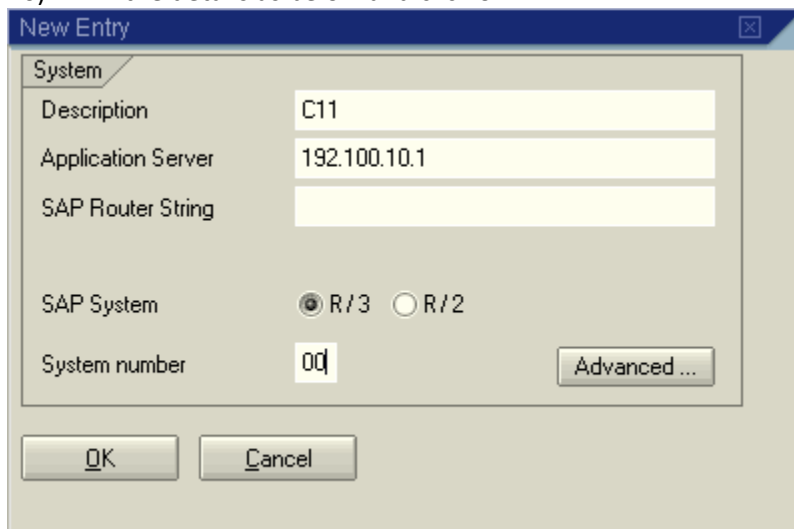 New Entry
System
Description C11
Application Server 192.100.10.1
SAP Router String
SAP System R/3 R/2
System number 00
Advanced ...
OK Cancel